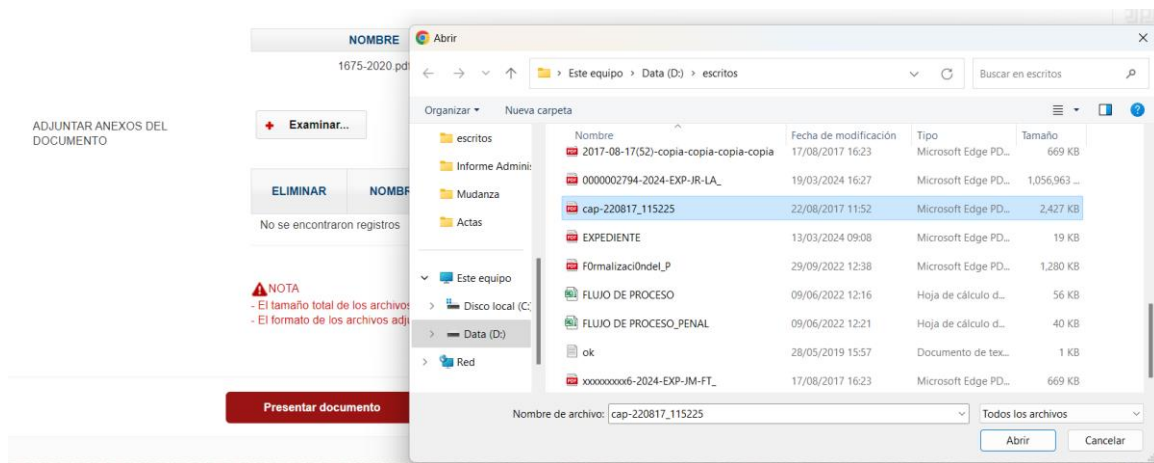 NOMBRE
1675-2020.pdf
ADJUNTAR ANEXOS DEL
DOCUMENTO
Examinar...
ELIMINAR NOMBR
No se encontraron registros
NOTA
- El tamaño total de los archivos
- El formato de los archivos adj
Presentar documento
Abrir
Este equipo > Data (D:) > escritos
Buscar en escritos
Organizar Nueva carpeta
escritos
Informe Adminis
Mudanza
Actas
Este equipo
Disco local (C:
Data (D:)
Red
Nombre Fecha de modificación Tipo Tamaño
2017-08-17(52)-copia-copia-copia-copia 17/08/2017 16:23 Microsoft Edge PD... 669 KB
0000002794-2024-EXP-JR-LA_ 19/03/2024 16:27 Microsoft Edge PD... 1,056,963 ...
cap-220817_115225 22/08/2017 11:52 Microsoft Edge PD... 2,427 KB
EXPEDIENTE 13/03/2024 09:08 Microsoft Edge PD... 19 KB
F0rmalizaci0ndel_P 29/09/2022 12:38 Microsoft Edge PD... 1,280 KB
FLUJO DE PROCESO 09/06/2022 12:16 Hoja de cálculo d... 56 KB
FLUJO DE PROCESO_PENAL 09/06/2022 12:21 Hoja de cálculo d... 40 KB
ok 28/05/2019 15:57 Documento de tex... 1 KB
xxxxxxxxx6-2024-EXP-JM-FT_ 17/08/2017 16:23 Microsoft Edge PD... 669 KB
Nombre de archivo: cap-220817_115225 Todos los archivos
Abrir Cancelar